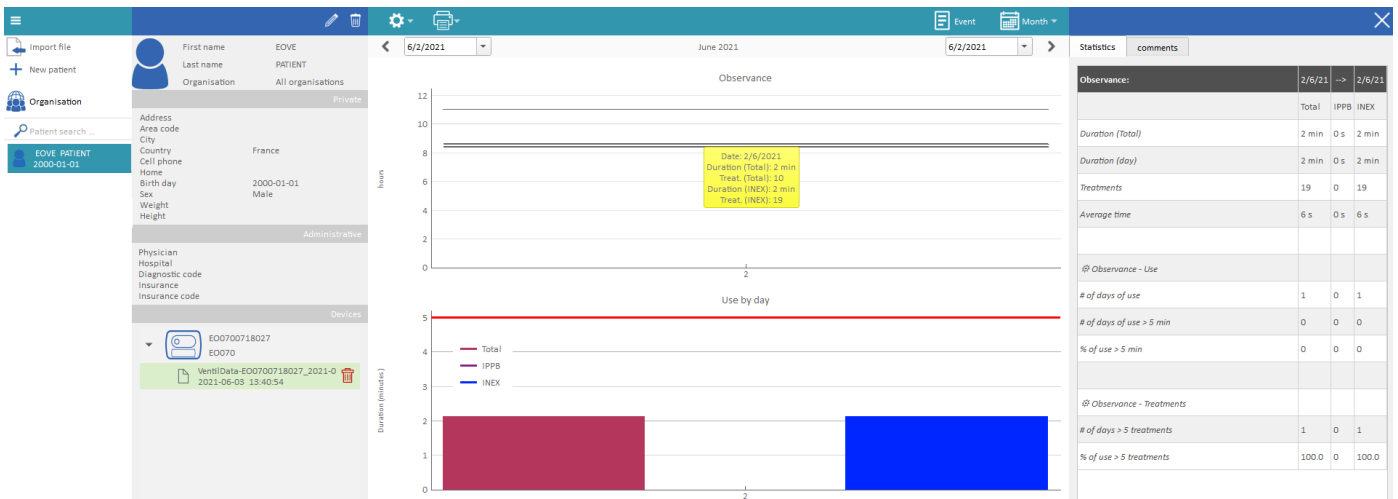 Event
Month
Import file
New patient
Organisation
Patient search ...
EOVE PATIENT
2000-01-01
First name EOVE
Last name PATIENT
Organisation All organisations
Private
Address
Area code
City
Country France
Cell phone
Home
Birth day 2000-01-01
Sex Male
Weight
Height
Administrative
Physician
Hospital
Diagnostic code
Insurance
Insurance code
Devices
EO0700718027
EO070
VentilData-EO0700718027_2021-0
2021-06-03 13:40:54
6/2/2021 June 2021 6/2/2021
Observance
12
10
8
6
4
2
0
hours
Date: 2/6/2021
Duration (Total): 2 min
Treat. (Total): 10
Duration (INEX): 2 min
Treat. (INEX): 19
2
Use by day
5
4
3
2
1
0
Duration (minutes)
Total
IPPB
INEX
2
Statistics comments
Observance: 2/6/21 --> 2/6/21
Total IPPB INEX
Duration (Total) 2 min 0 s 2 min
Duration (day) 2 min 0 s 2 min
Treatments 19 0 19
Average time 6 s 0 s 6 s
Observance - Use
# of days of use 1 0 1
# of days of use > 5 min 0 0 0
% of use > 5 min 0 0 0
Observance - Treatments
# of days > 5 treatments 1 0 1
% of use > 5 treatments 100.0 0 100.0